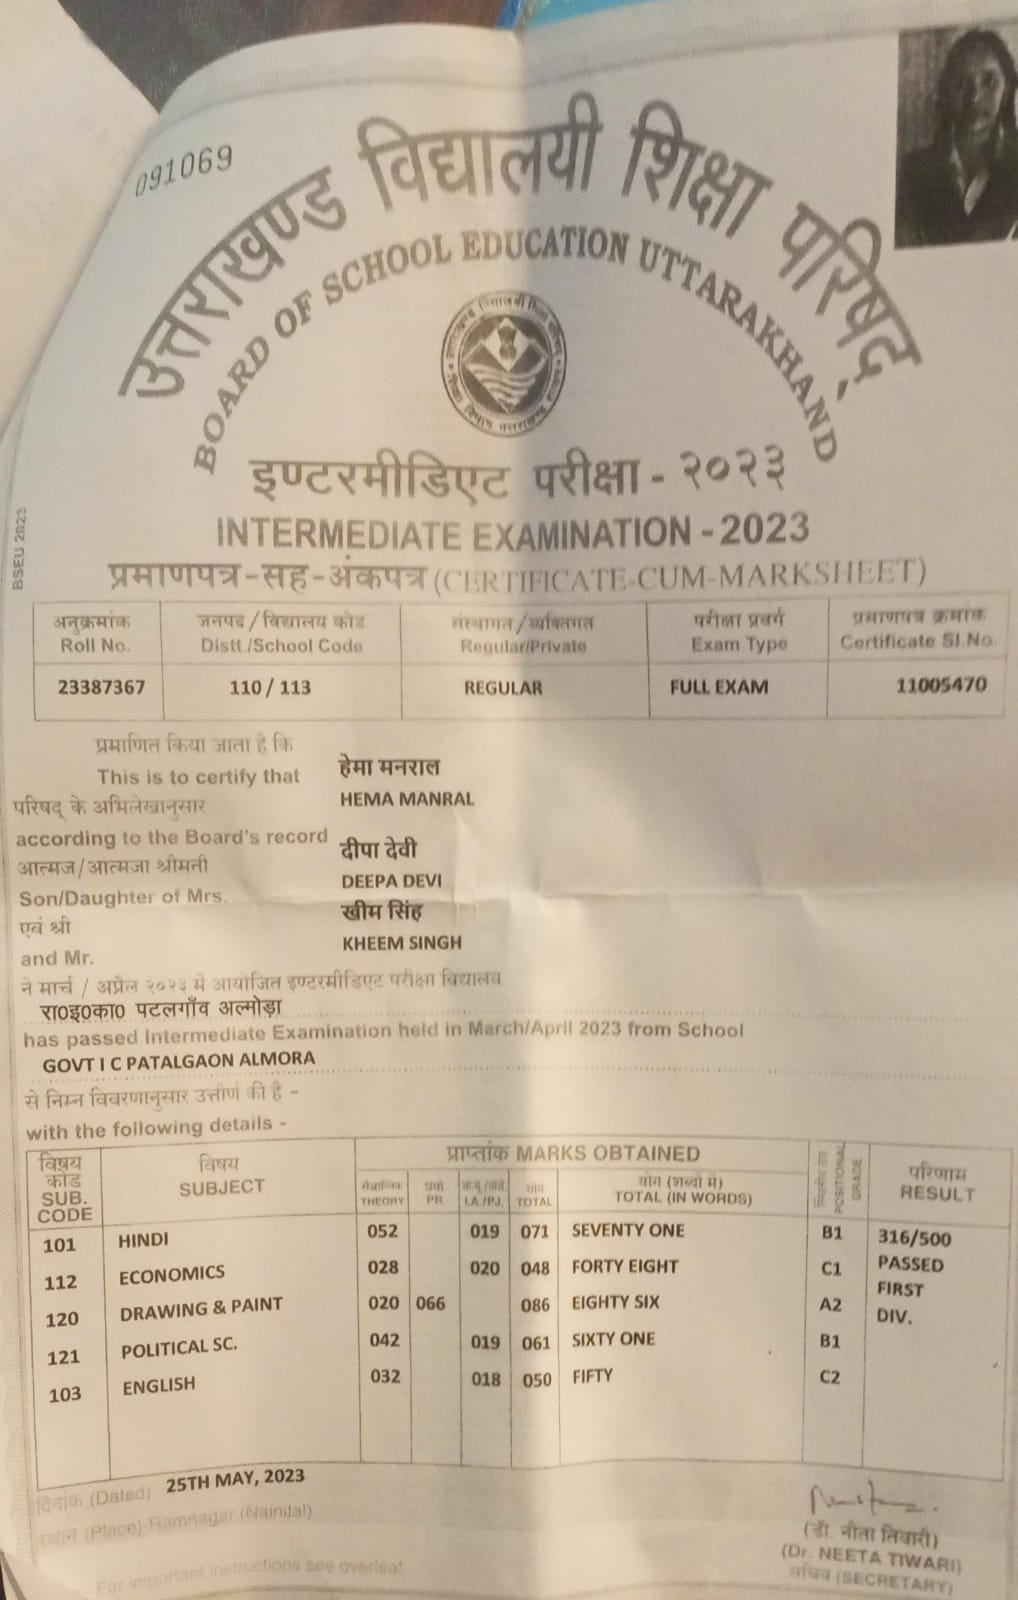 091069
उत्तराखण्ड विद्यालयी शिक्षा परिषद्
BOARD OF SCHOOL EDUCATION UTTARAKHAND
इण्टरमीडिएट परीक्षा - २०२३
INTERMEDIATE EXAMINATION - 2023
BSEU 2023
प्रमाणपत्र-सह-अंकपत्र (CERTIFICATE-CUM-MARKSHEET)
अनुक्रमांक जनपद / विद्यालय कोड संस्थागत / व्यक्तिगत परीक्षा प्रवर्ग प्रमाणपत्र क्रमांक
Roll No. Distt./School Code Regular/Private Exam Type Certificate Sl.No.
23387367 110 / 113 REGULAR FULL EXAM 11005470
प्रमाणित किया जाता है कि हेमा मनराल
This is to certify that HEMA MANRAL
परिषद् के अभिलेखानुसार
according to the Board's record दीपा देवी
आत्मज/आत्मजा श्रीमती DEEPA DEVI
Son/Daughter of Mrs. खीम सिंह
एवं श्री KHEEM SINGH
and Mr.
ने मार्च / अप्रैल २०२३ में आयोजित इण्टरमीडिएट परीक्षा विद्यालय
रा०इ०का० पटलगाँव अल्मोड़ा
has passed Intermediate Examination held in March/April 2023 from School
GOVT I C PATALGAON ALMORA
से निम्न विवरणानुसार उत्तीर्ण की है -
with the following details -
विषय कोड विषय प्राप्तांक MARKS OBTAINED POSITIONAL GRADE परिणाम
SUB. CODE SUBJECT THEORY PR. LA./PJ. योग TOTAL योग (शब्दों में) TOTAL (IN WORDS) RESULT
101 HINDI 052 019 071 SEVENTY ONE B1 316/500
112 ECONOMICS 028 020 048 FORTY EIGHT C1 PASSED
120 DRAWING & PAINT 020 066 086 EIGHTY SIX A2 FIRST
121 POLITICAL SC. 042 019 061 SIXTY ONE B1 DIV.
103 ENGLISH 032 018 050 FIFTY C2
दिनांक (Dated) 25TH MAY, 2023
स्थान (Place)-Ramnagar (Nainital)
(डॉ. नीता तिवारी)
(Dr. NEETA TIWARI)
सचिव (SECRETARY)
For important instructions see overleaf.